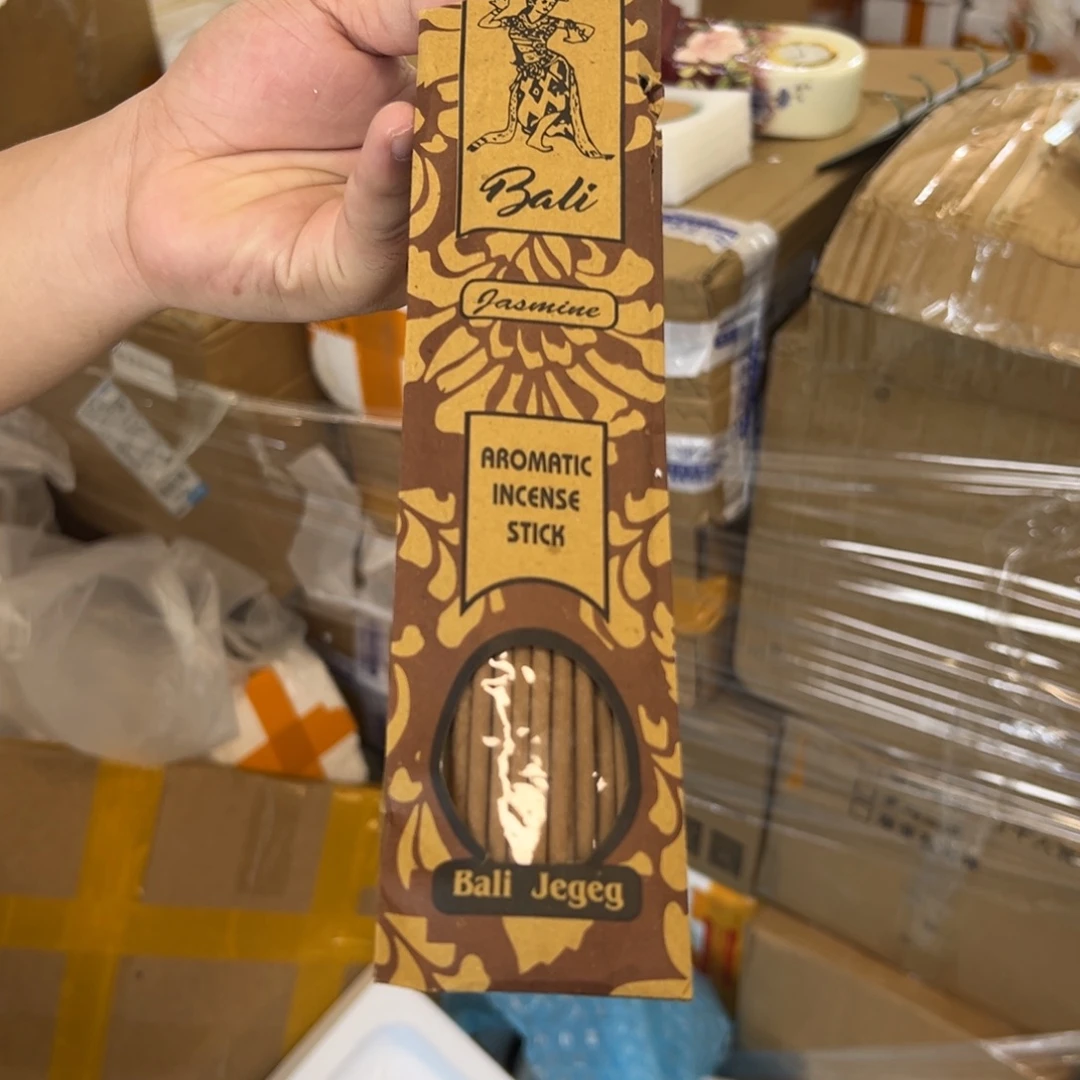 Bali
Jasmine
AROMATIC
INCENSE
STICK
Bali Jegeg